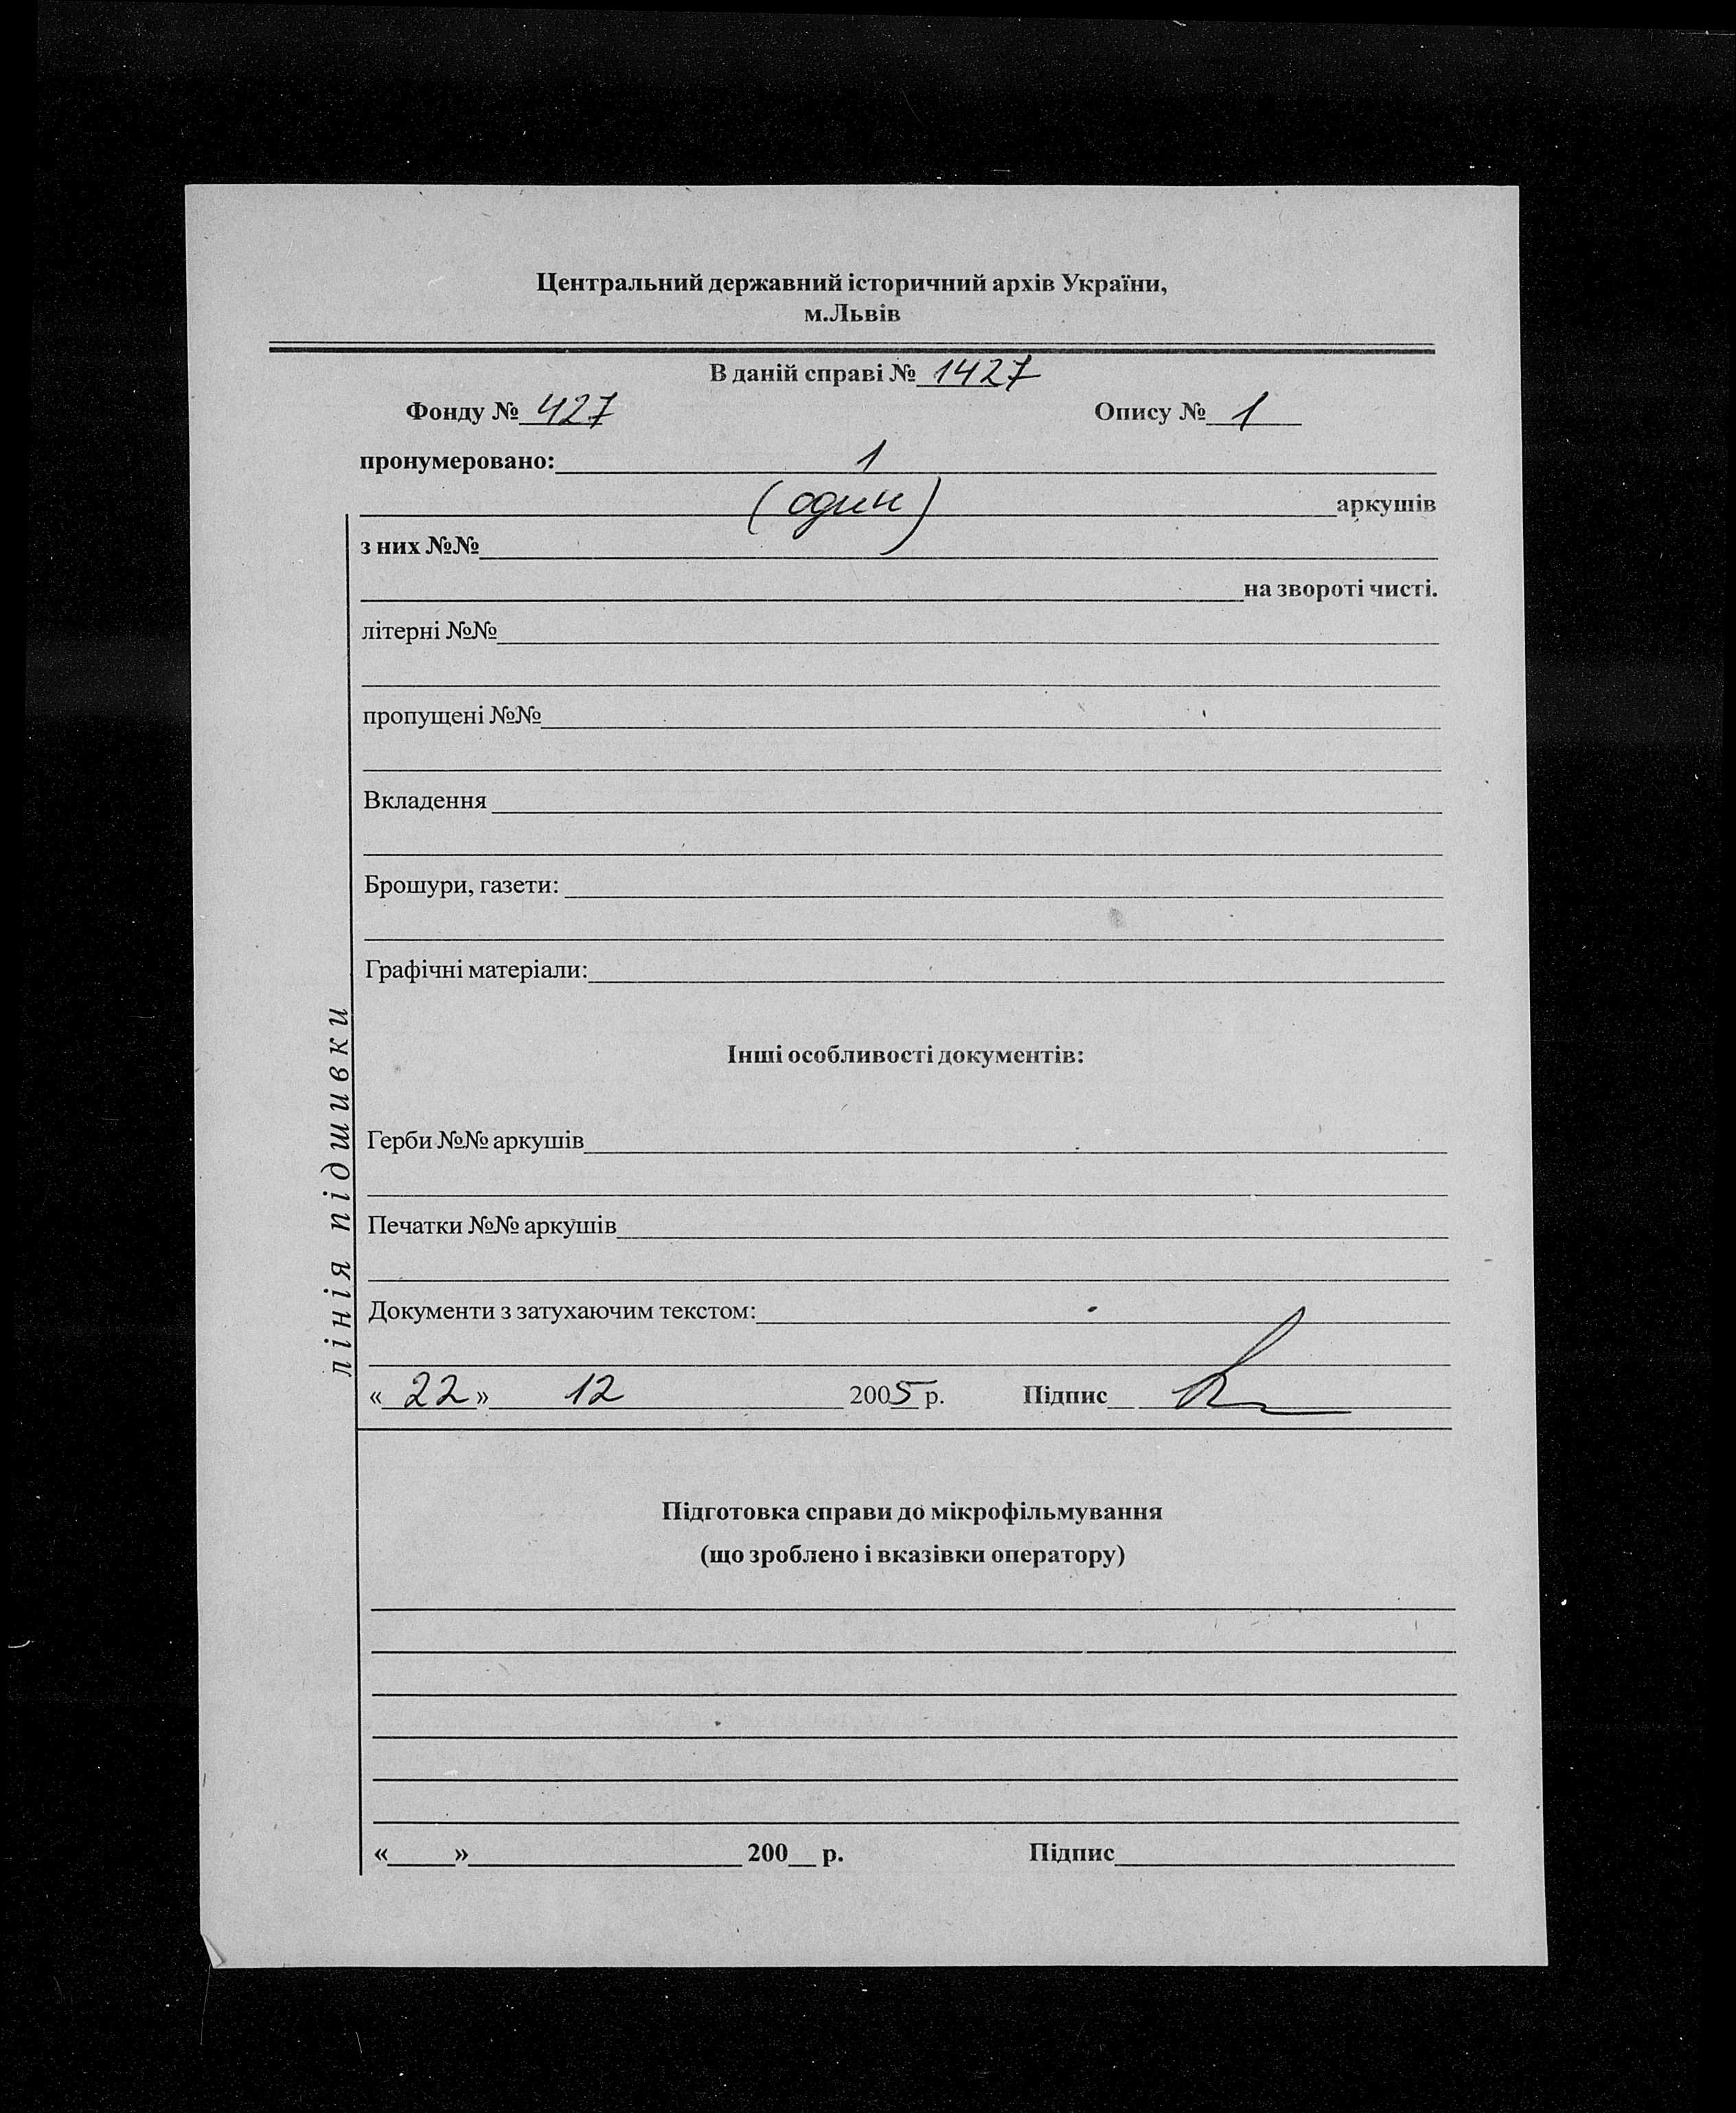 Центральний державний історичний архів України,
м.Львів
В даній справі № 1427
Фонду № 427 Опису № 1
пронумеровано: 1
(один) аркушів
з них №№
на звороті чисті.
літерні №№
пропущені №№
Вкладення
Брошури, газети:
Графічні матеріали:
Інші особливості документів:
Герби №№ аркушів
Печатки №№ аркушів
Документи з затухаючим текстом:
« 22 » 12 2005 р. Підпис
лінія підшивки
Підготовка справи до мікрофільмування
(що зроблено і вказівки оператору)
«   »   200   р. Підпис